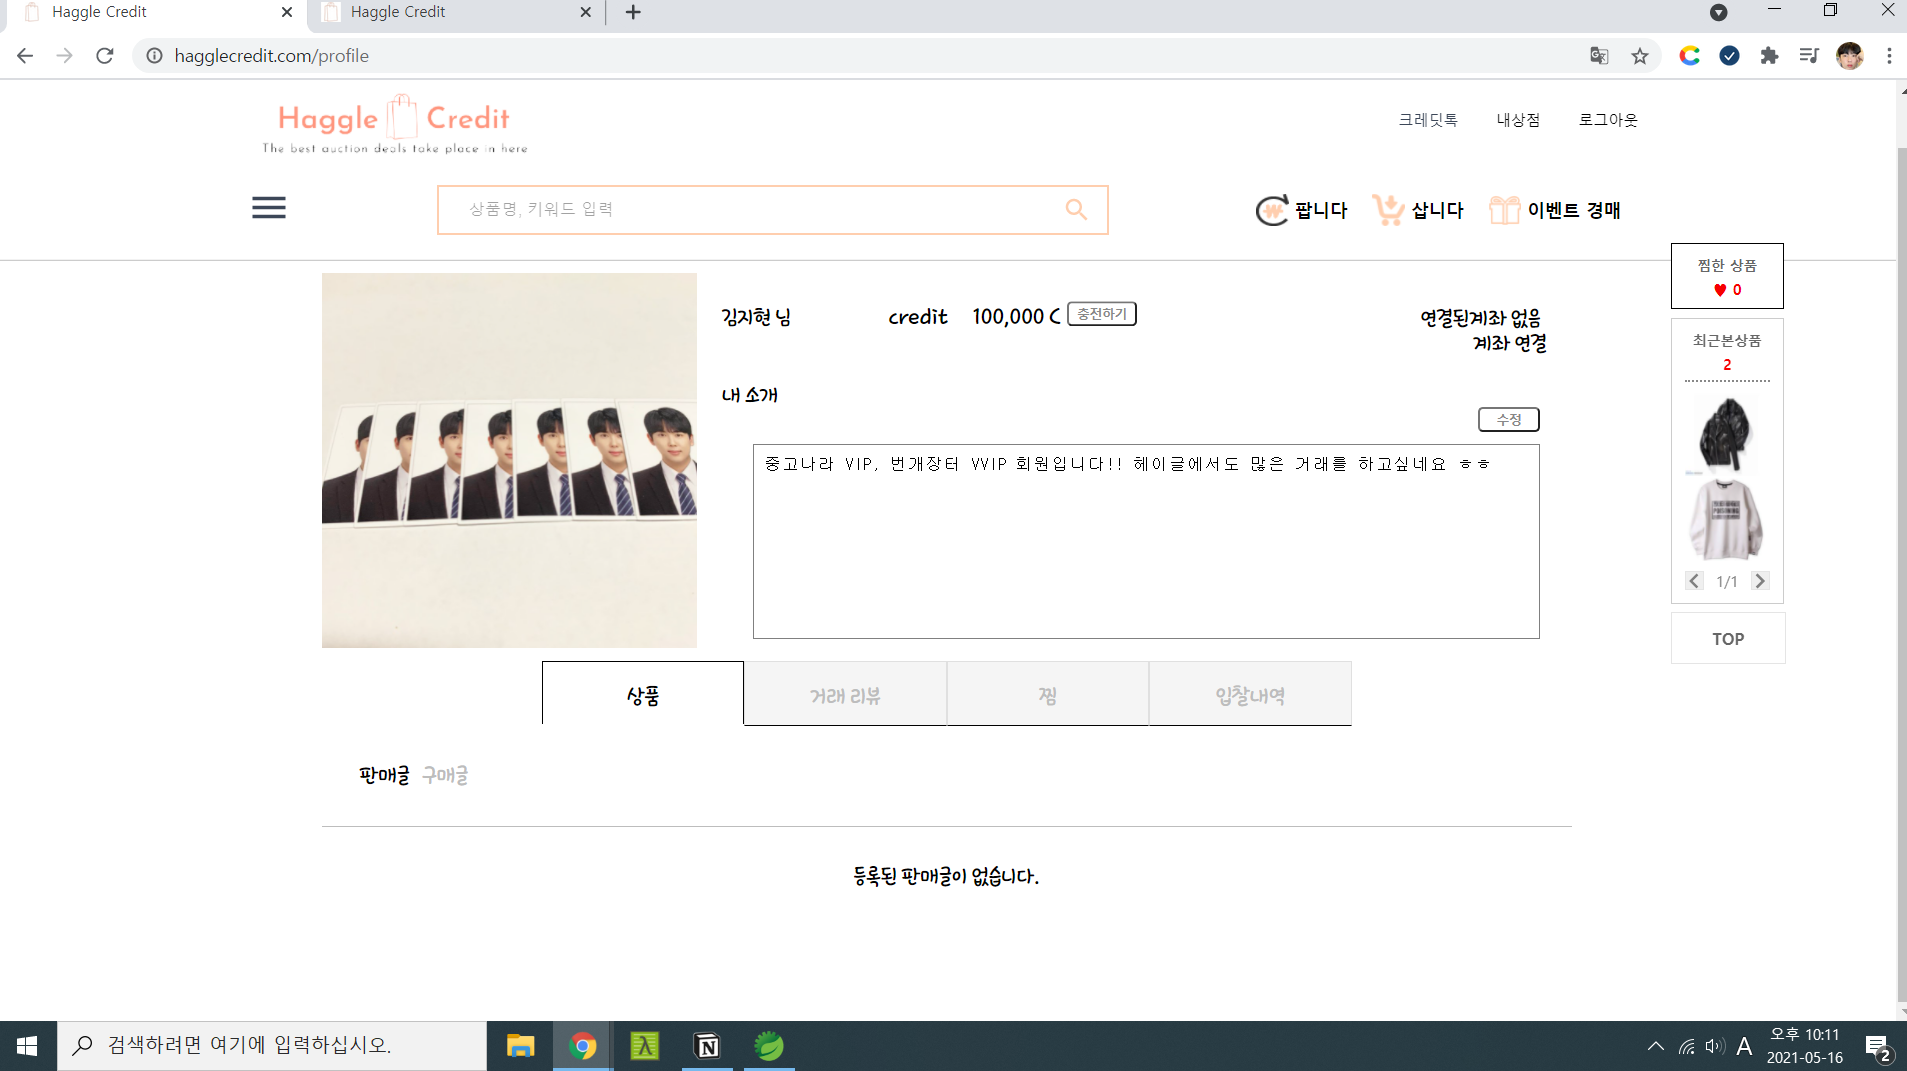 Haggle Credit
Haggle Credit
hagglecredit.com/profile
Haggle Credit
The best auction deals take place in here
크레딧톡 내상점 로그아웃
상품명, 키워드 입력
팝니다 삽니다 이벤트 경매
찜한 상품
0
김지현 님 credit 100,000 C 충전하기
연결된계좌 없음
계좌 연결
최근본상품
2
내 소개
수정
중고나라 VIP, 번개장터 VVIP 회원입니다!! 헤이글에서도 많은 거래를 하고싶네요 ㅎㅎ
1/1
TOP
상품 거래 리뷰 찜 입찰내역
판매글 구매글
등록된 판매글이 없습니다.
검색하려면 여기에 입력하십시오.
A
오후 10:11
2021-05-16
2